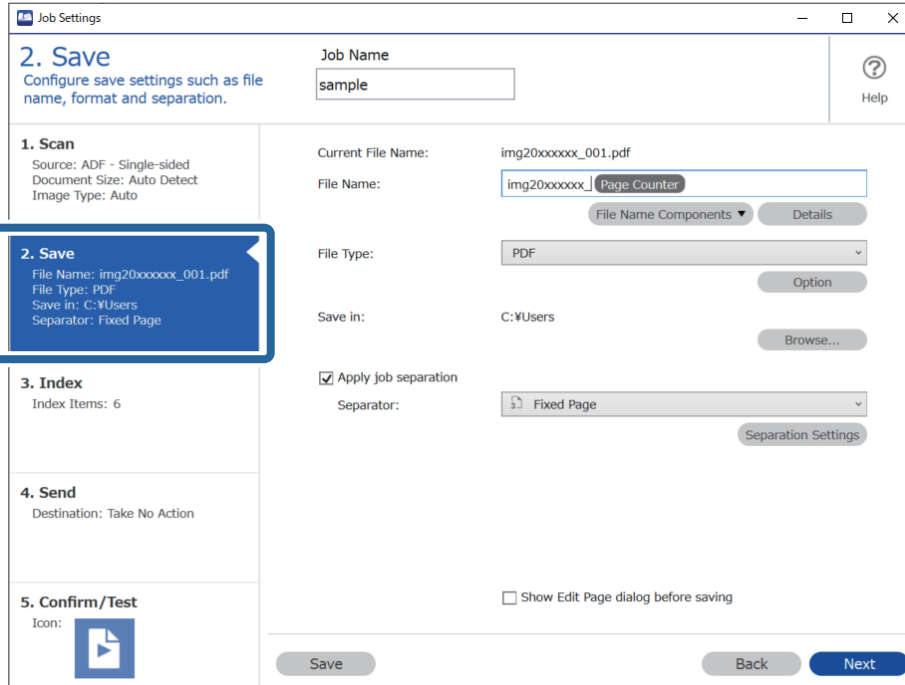 Job Settings
2. Save
Configure save settings such as file
name, format and separation.
Job Name
sample
Help
1. Scan
Source: ADF - Single-sided
Document Size: Auto Detect
Image Type: Auto
2. Save
File Name: img20xxxxxx_001.pdf
File Type: PDF
Save in: C:¥Users
Separator: Fixed Page
3. Index
Index Items: 6
4. Send
Destination: Take No Action
5. Confirm/Test
Icon:
Current File Name: img20xxxxxx_001.pdf
File Name: img20xxxxxx_ Page Counter
File Name Components Details
File Type: PDF
Option
Save in: C:¥Users
Browse...
Apply job separation
Separator: 3 Fixed Page
Separation Settings
Show Edit Page dialog before saving
Save Back Next